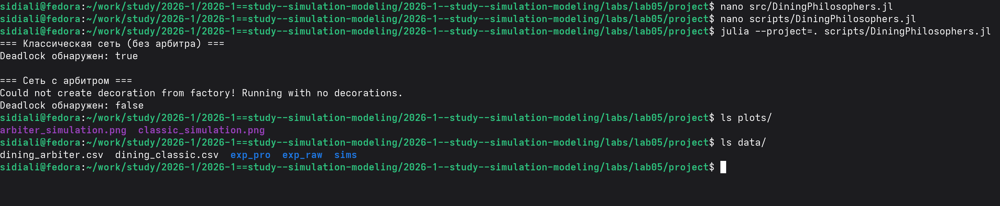 sidiali@fedora:~/work/study/2026-1/2026-1==study--simulation-modeling/2026-1--study--simulation-modeling/labs/lab05/project$ nano src/DiningPhilosophers.jl
sidiali@fedora:~/work/study/2026-1/2026-1==study--simulation-modeling/2026-1--study--simulation-modeling/labs/lab05/project$ nano scripts/DiningPhilosophers.jl
sidiali@fedora:~/work/study/2026-1/2026-1==study--simulation-modeling/2026-1--study--simulation-modeling/labs/lab05/project$ julia --project=. scripts/DiningPhilosophers.jl
=== Классическая сеть (без арбитра) ===
Deadlock обнаружен: true
=== Сеть с арбитром ===
Could not create decoration from factory! Running with no decorations.
Deadlock обнаружен: false
sidiali@fedora:~/work/study/2026-1/2026-1==study--simulation-modeling/2026-1--study--simulation-modeling/labs/lab05/project$ ls plots/
arbiter_simulation.png  classic_simulation.png
sidiali@fedora:~/work/study/2026-1/2026-1==study--simulation-modeling/2026-1--study--simulation-modeling/labs/lab05/project$ ls data/
dining_arbiter.csv  dining_classic.csv  exp_pro  exp_raw  sims
sidiali@fedora:~/work/study/2026-1/2026-1==study--simulation-modeling/2026-1--study--simulation-modeling/labs/lab05/project$